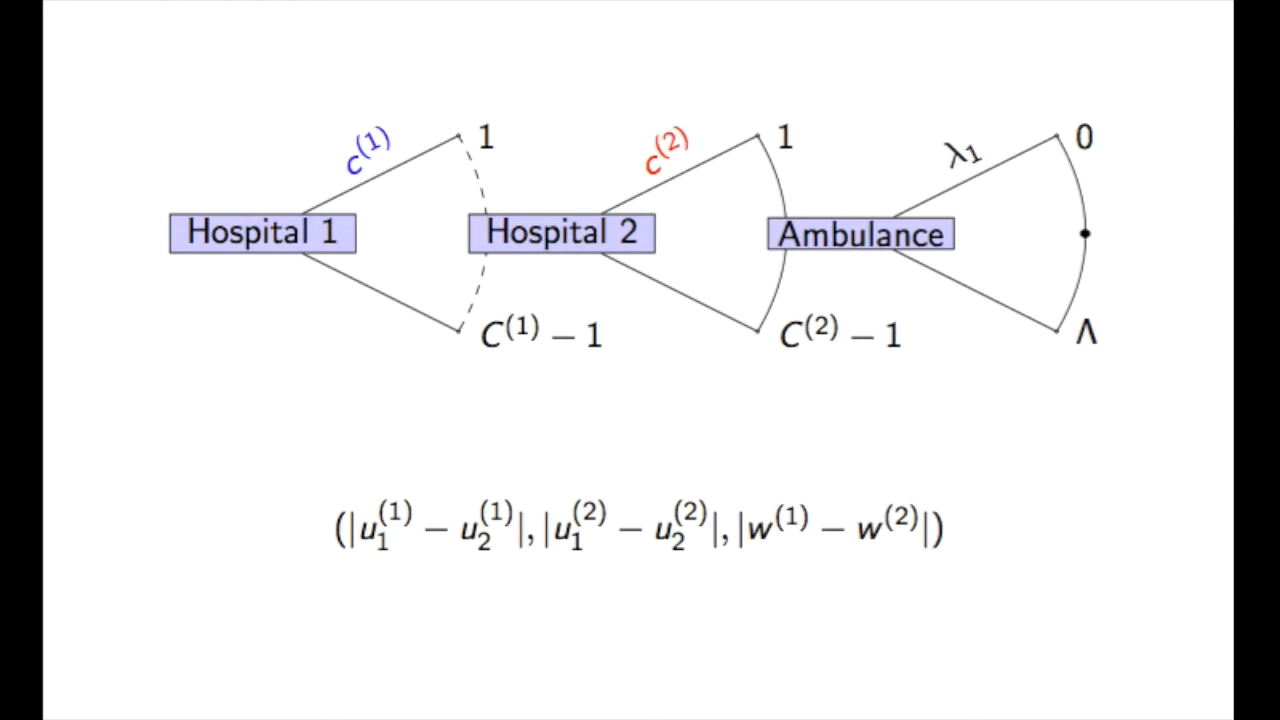 c^(1) 1 c^(2) 1 λ₁ 0
Hospital 1 Hospital 2 Ambulance
C^(1) − 1 C^(2) − 1 Λ
(|u₁^(1) − u₂^(1)|, |u₁^(2) − u₂^(2)|, |w^(1) − w^(2)|)